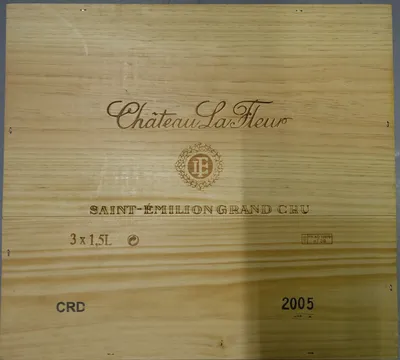 Château La Fleur
SAINT-ÉMILION GRAND CRU
3 x 1,5L
CRD 2005